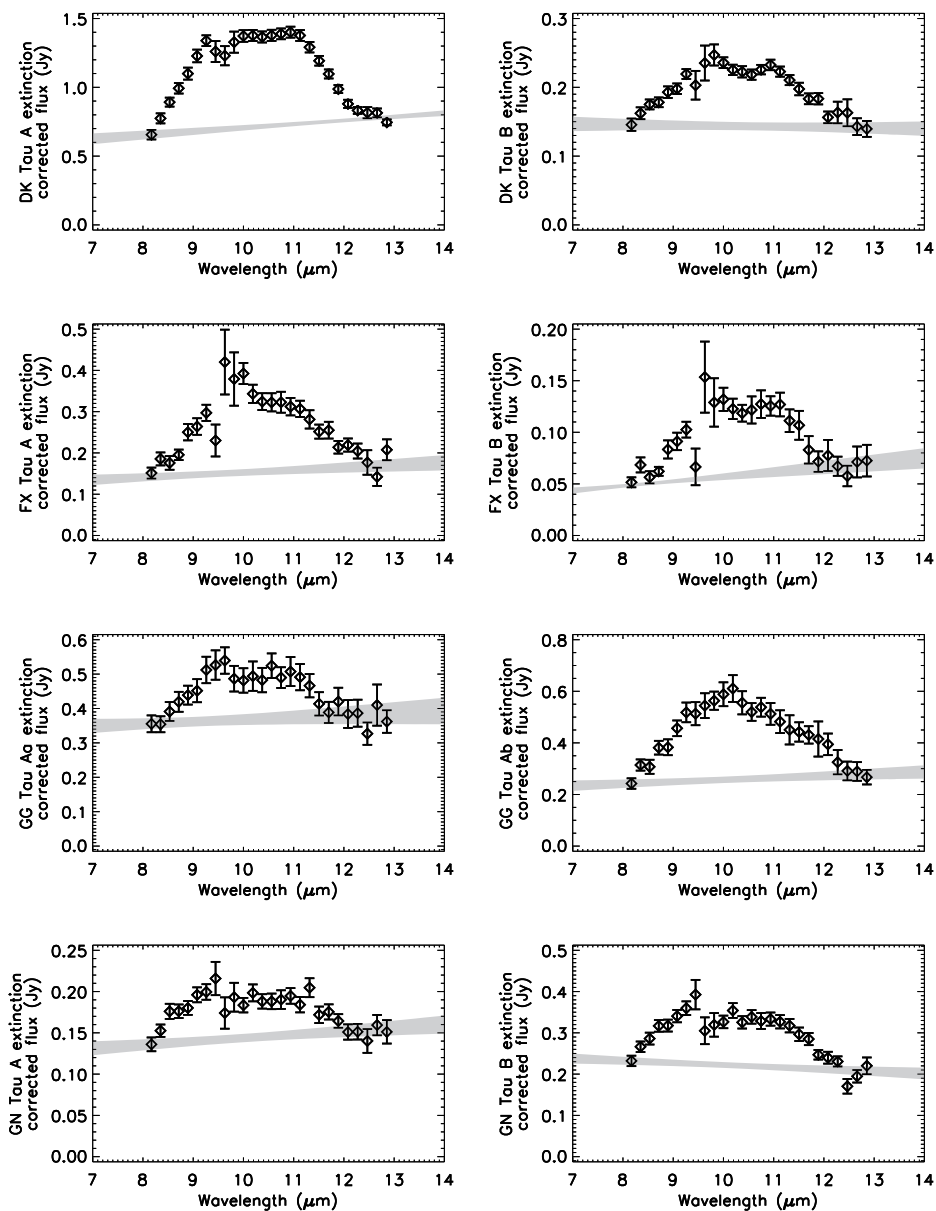 DK Tau A extinction
corrected flux (Jy)
1.5
1.0
0.5
0.0
7 8 9 10 11 12 13 14
Wavelength (μm)
DK Tau B extinction
corrected flux (Jy)
0.3
0.2
0.1
0.0
7 8 9 10 11 12 13 14
Wavelength (μm)
FX Tau A extinction
corrected flux (Jy)
0.5
0.4
0.3
0.2
0.1
0.0
7 8 9 10 11 12 13 14
Wavelength (μm)
FX Tau B extinction
corrected flux (Jy)
0.20
0.15
0.10
0.05
0.00
7 8 9 10 11 12 13 14
Wavelength (μm)
GG Tau Aa extinction
corrected flux (Jy)
0.6
0.5
0.4
0.3
0.2
0.1
0.0
7 8 9 10 11 12 13 14
Wavelength (μm)
GG Tau Ab extinction
corrected flux (Jy)
0.8
0.6
0.4
0.2
0.0
7 8 9 10 11 12 13 14
Wavelength (μm)
GN Tau A extinction
corrected flux (Jy)
0.25
0.20
0.15
0.10
0.05
0.00
7 8 9 10 11 12 13 14
Wavelength (μm)
GN Tau B extinction
corrected flux (Jy)
0.5
0.4
0.3
0.2
0.1
0.0
7 8 9 10 11 12 13 14
Wavelength (μm)